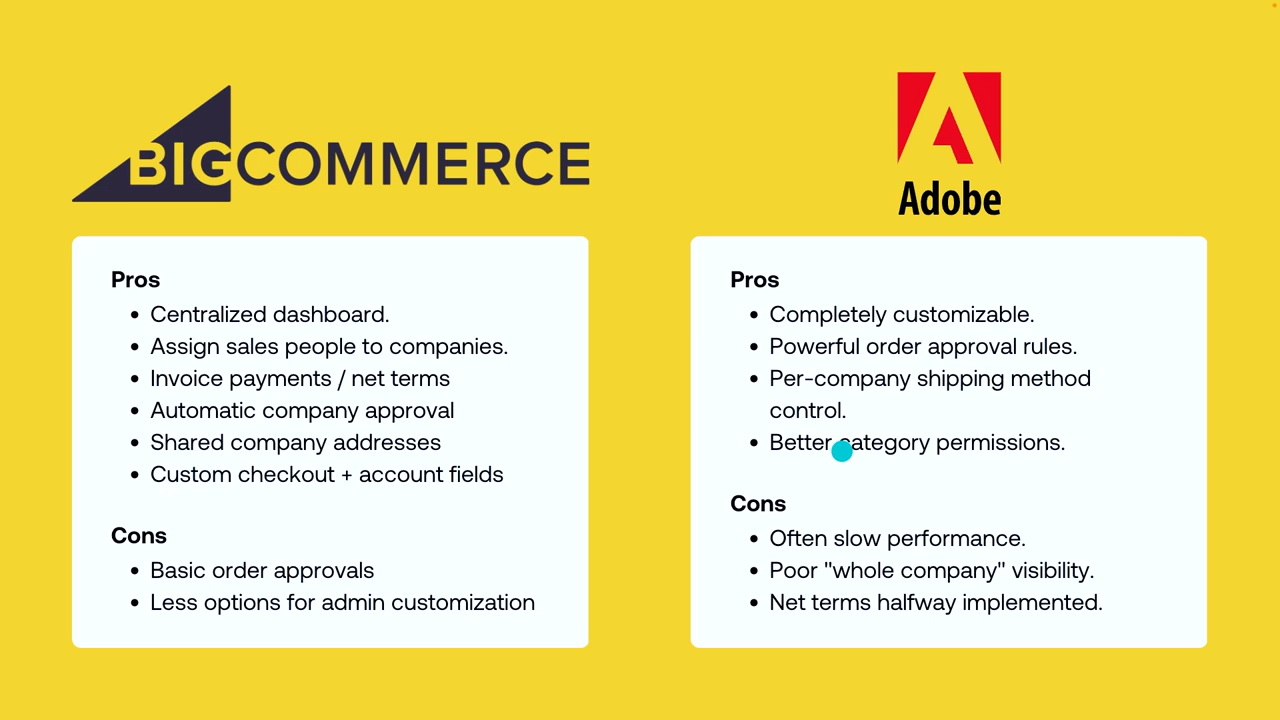 BIGCOMMERCE
Pros
• Centralized dashboard.
• Assign sales people to companies.
• Invoice payments / net terms
• Automatic company approval
• Shared company addresses
• Custom checkout + account fields
Cons
• Basic order approvals
• Less options for admin customization
Adobe
Pros
• Completely customizable.
• Powerful order approval rules.
• Per-company shipping method
control.
• Better category permissions.
Cons
• Often slow performance.
• Poor "whole company" visibility.
• Net terms halfway implemented.